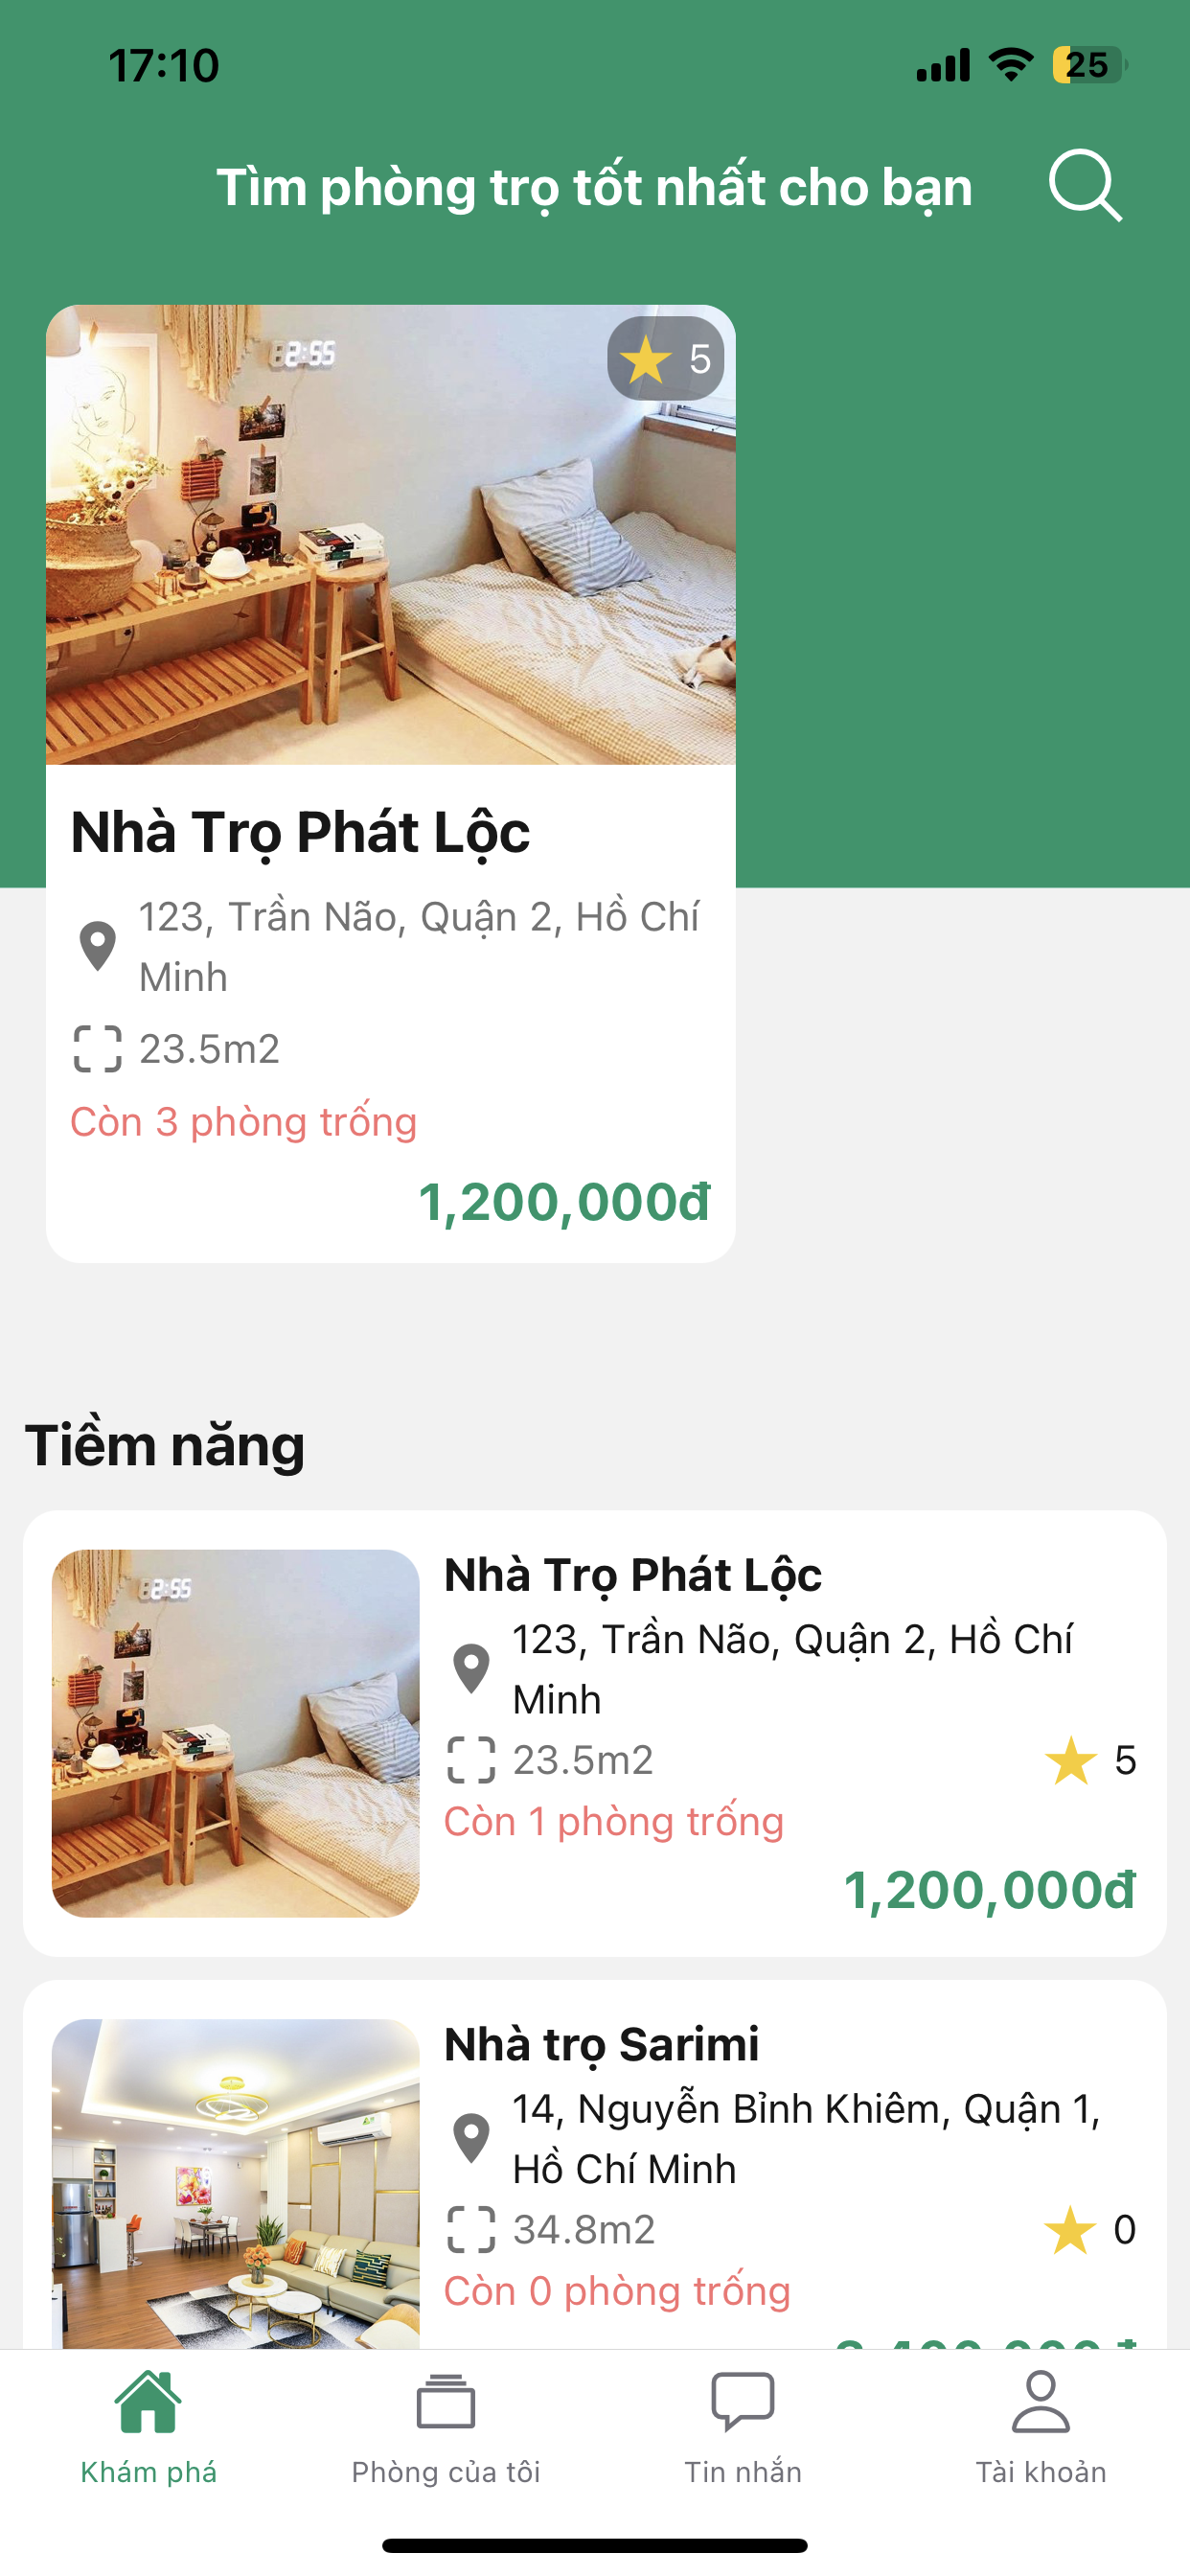 17:10
25
Tìm phòng trọ tốt nhất cho bạn
2:55
5
Nhà Trọ Phát Lộc
123, Trần Não, Quận 2, Hồ Chí
Minh
23.5m2
Còn 3 phòng trống
1,200,000đ
Tiềm năng
2:55
Nhà Trọ Phát Lộc
123, Trần Não, Quận 2, Hồ Chí
Minh
23.5m2
5
Còn 1 phòng trống
1,200,000đ
Nhà trọ Sarimi
14, Nguyễn Bỉnh Khiêm, Quận 1,
Hồ Chí Minh
34.8m2
0
Còn 0 phòng trống
Khám phá
Phòng của tôi
Tin nhắn
Tài khoản